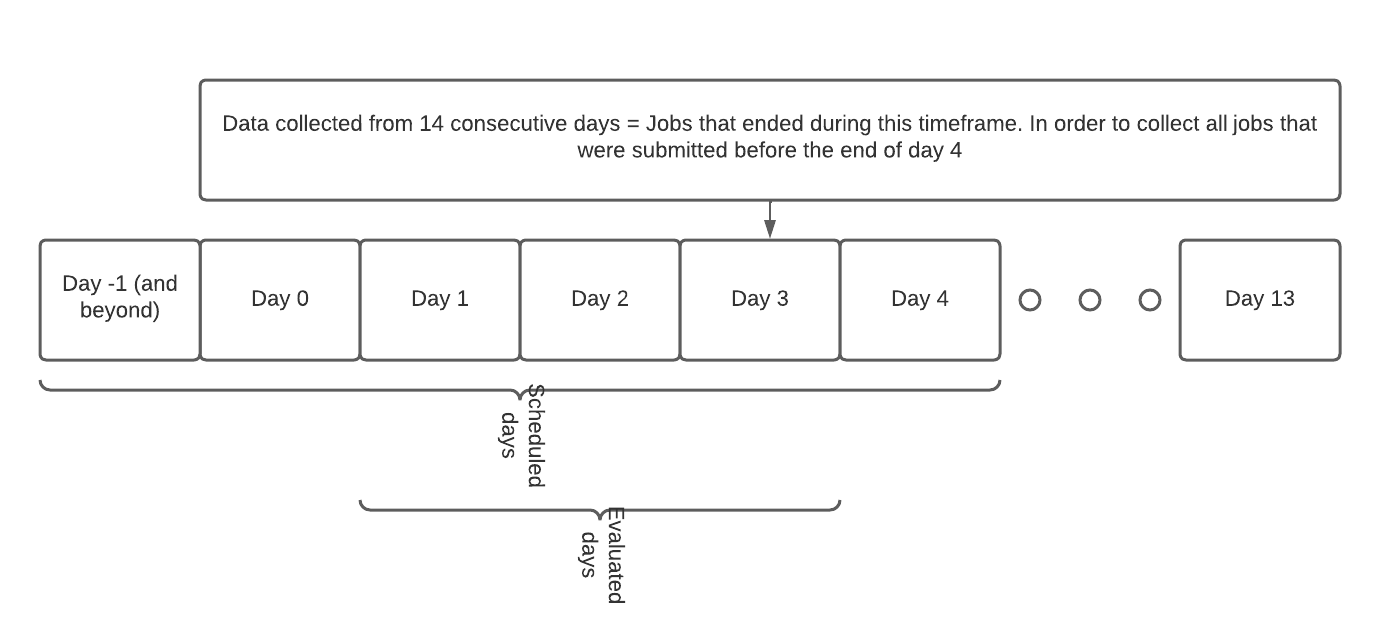 Data collected from 14 consecutive days = Jobs that ended during this timeframe. In order to collect all jobs that
were submitted before the end of day 4
Day -1 (and
beyond)
Day 0
Day 1
Day 2
Day 3
Day 4
Day 13
Scheduled
days
Evaluated
days